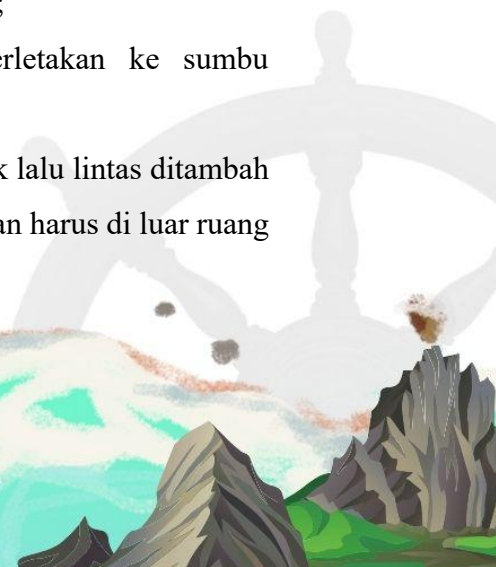 erletakan ke sumbu
lalu lintas ditambah
an harus di luar ruang